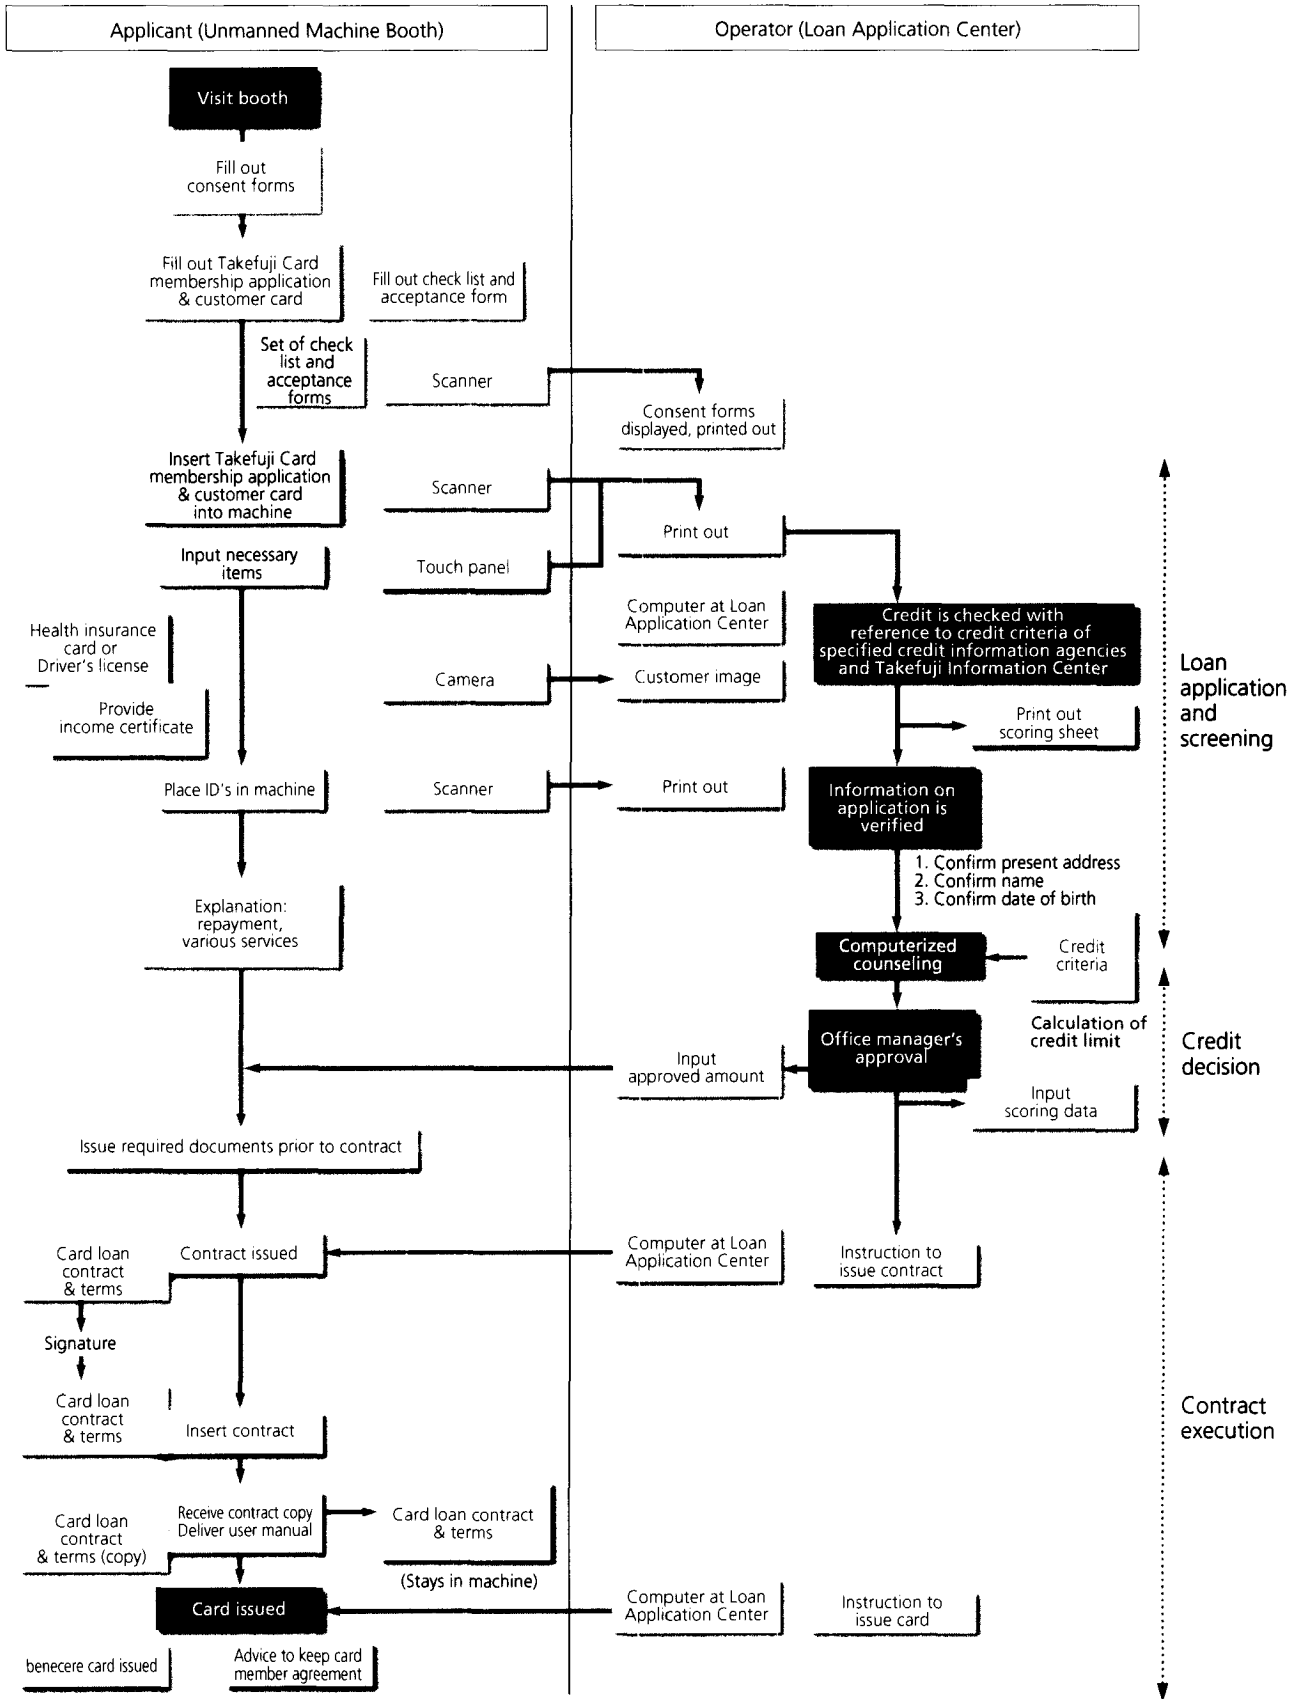 Applicant (Unmanned Machine Booth)
Operator (Loan Application Center)
Visit booth
Fill out
consent forms
Fill out Takefuji Card
membership application
& customer card
Fill out check list and
acceptance form
Set of check
list and
acceptance
forms
Scanner
Consent forms
displayed, printed out
Insert Takefuji Card
membership application
& customer card
into machine
Scanner
Print out
Input necessary
items
Touch panel
Computer at Loan
Application Center
Credit is checked with
reference to credit criteria of
specified credit information agencies
and Takefuji Information Center
Health insurance
card or
Driver's license
Camera
Customer image
Provide
income certificate
Print out
scoring sheet
Loan
application
and
screening
Place ID's in machine
Scanner
Print out
Information on
application is
verified
1. Confirm present address
2. Confirm name
3. Confirm date of birth
Explanation:
repayment,
various services
Computerized
counseling
Credit
criteria
Calculation of
credit limit
Office manager's
approval
Input
approved amount
Input
scoring data
Credit
decision
Issue required documents prior to contract
Card loan
contract
& terms
Contract issued
Computer at Loan
Application Center
Instruction to
issue contract
Signature
Card loan
contract
& terms
Insert contract
Contract
execution
Card loan
contract
& terms (copy)
Receive contract copy
Deliver user manual
Card loan contract
& terms
(Stays in machine)
Card issued
Computer at Loan
Application Center
Instruction to
issue card
benecere card issued
Advice to keep card
member agreement